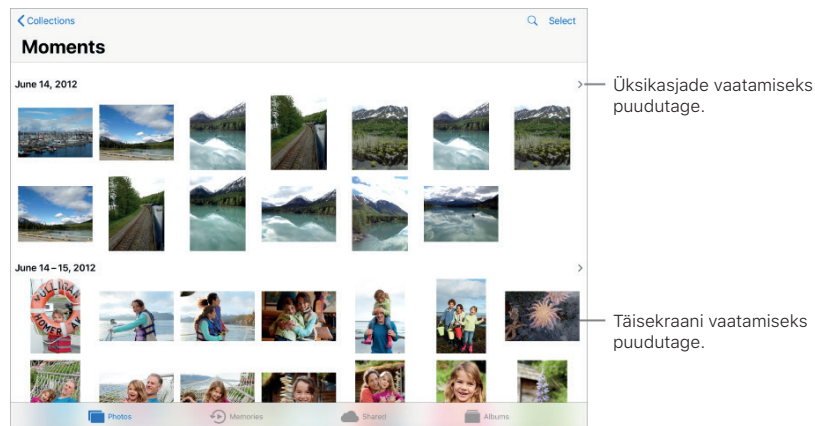 Collections
Select
Moments
June 14, 2012
Üksikasjade vaatamiseks
puudutage.
June 14–15, 2012
Täisekraani vaatamiseks
puudutage.
Photos
Memories
Shared
Albums